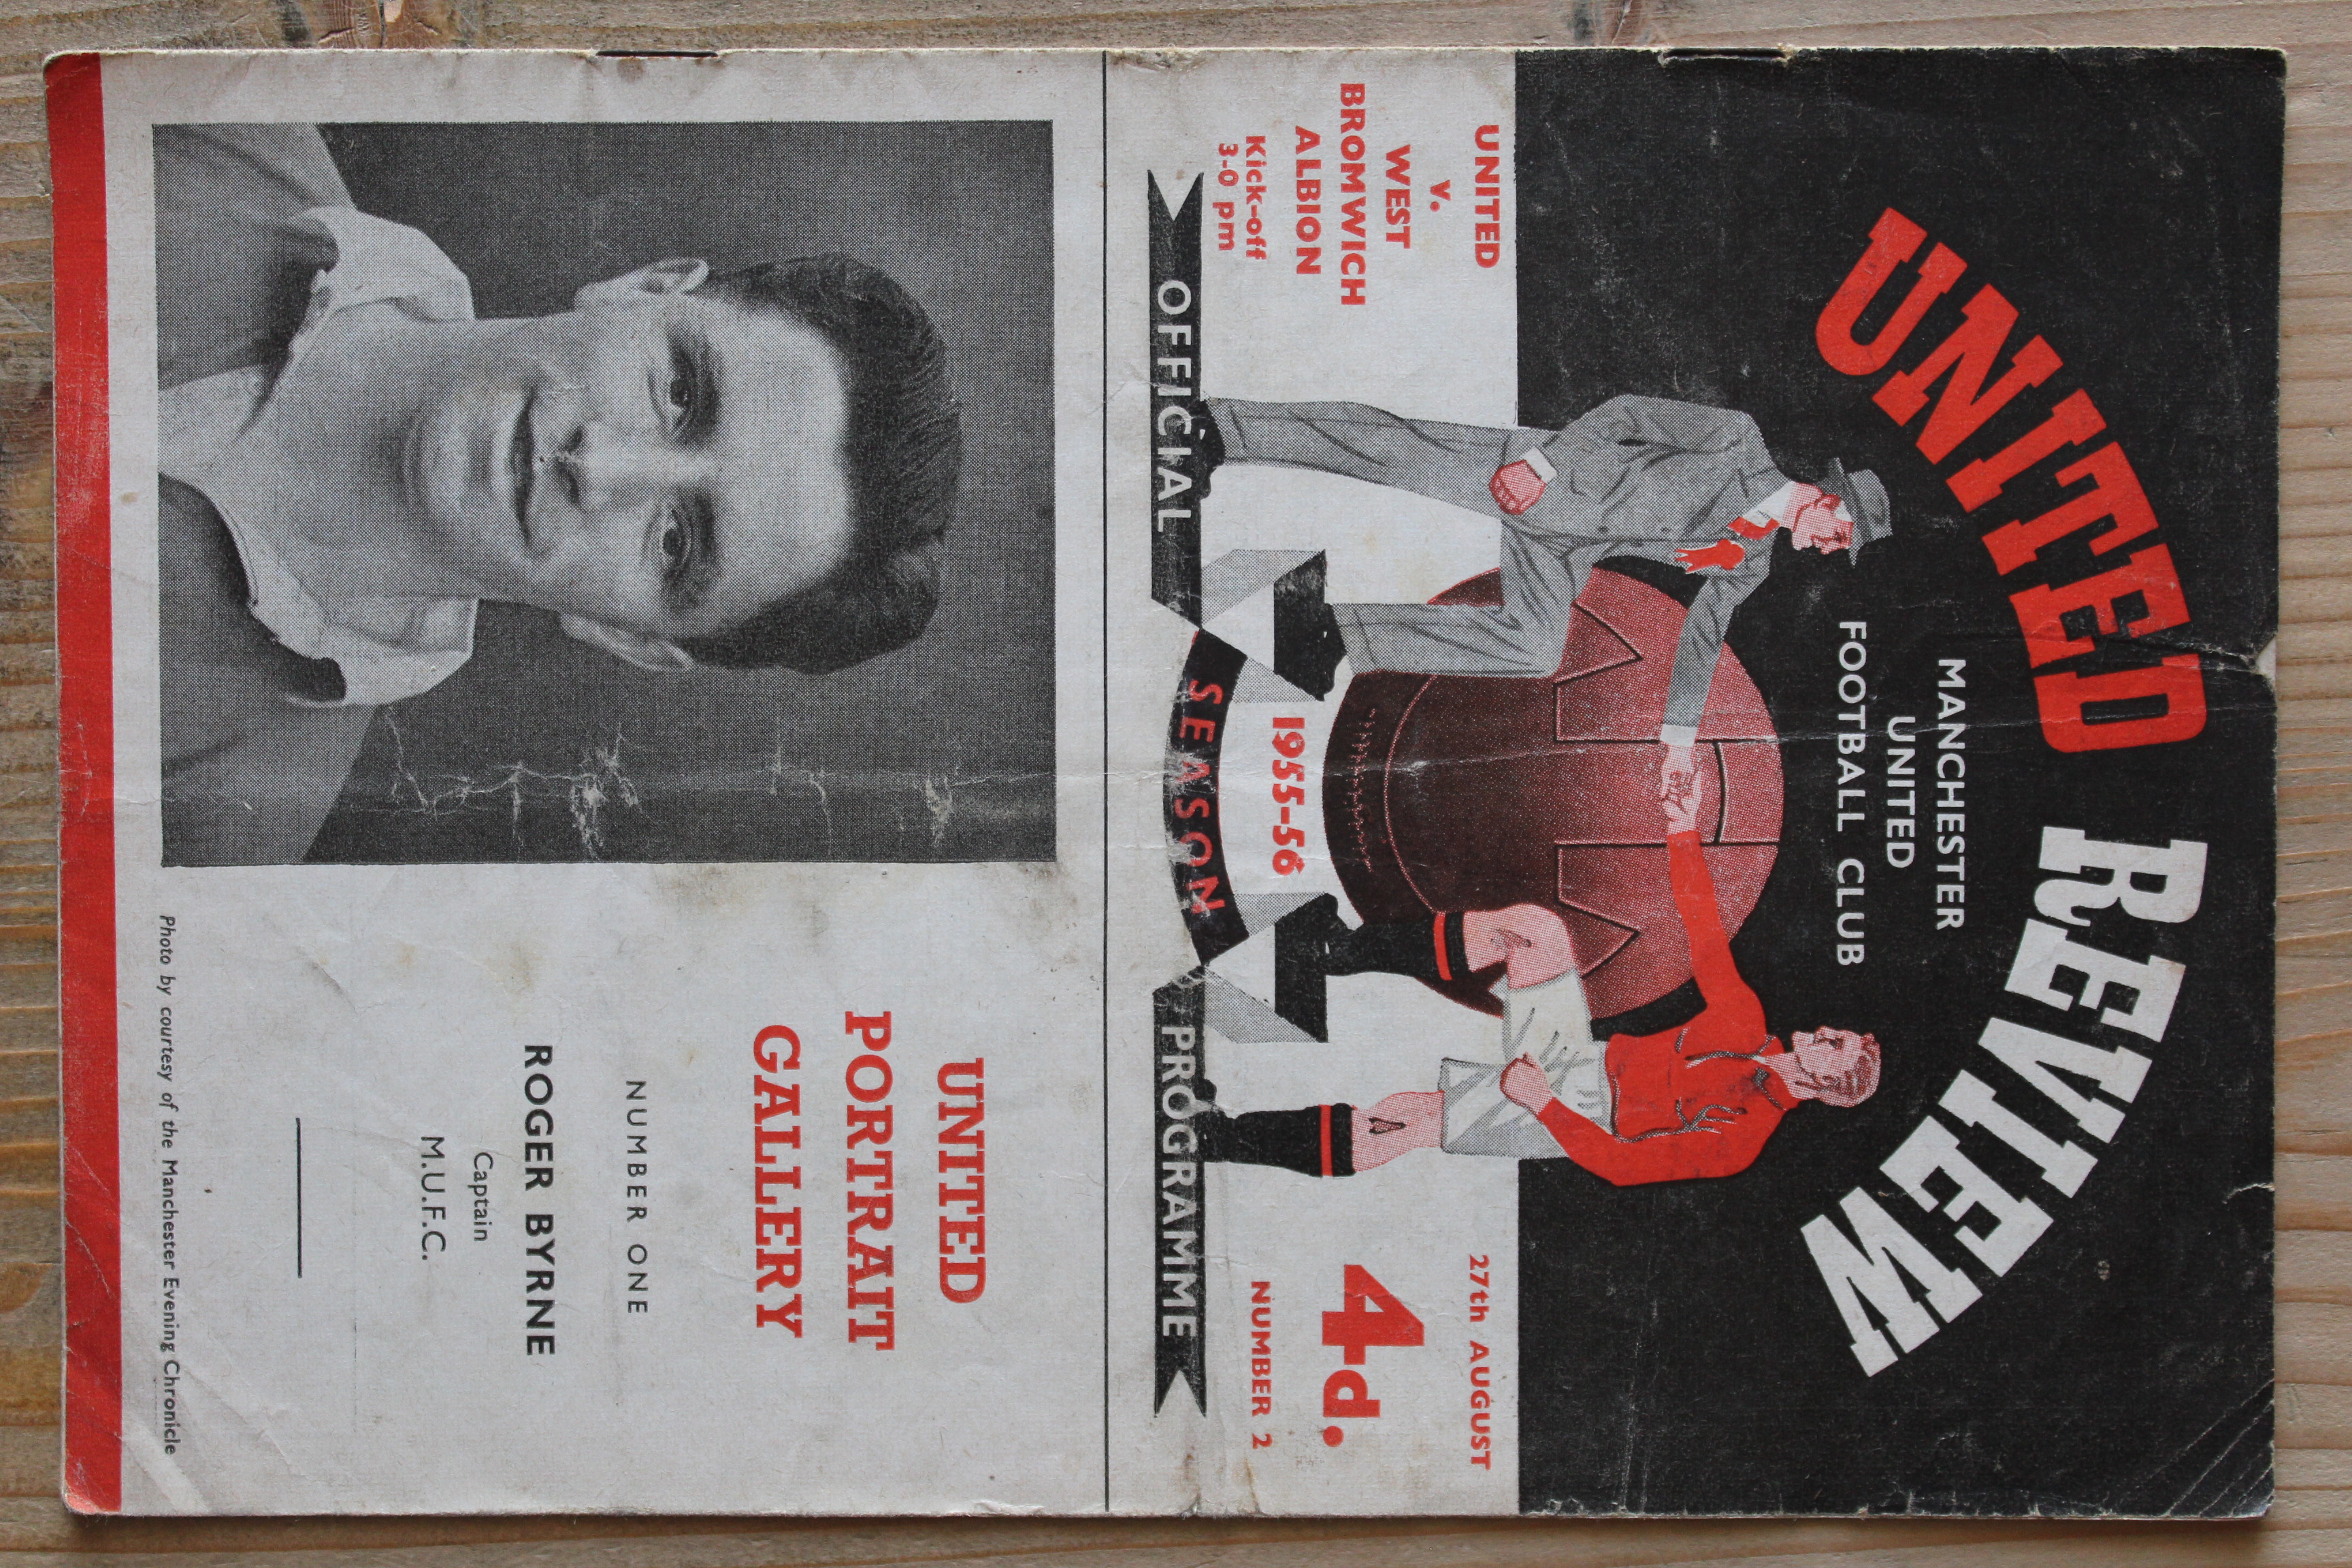 UNITED REVIEW
MANCHESTER
UNITED
FOOTBALL CLUB
UNITED
v.
WEST
BROMWICH
ALBION
Kick-off
3-0 pm
27th AUGUST
4d.
NUMBER 2
1955-56
OFFICIAL SEASON PROGRAMME
UNITED
PORTRAIT
GALLERY
NUMBER ONE
ROGER BYRNE
Captain
M.U.F.C.
Photo by courtesy of the Manchester Evening Chronicle